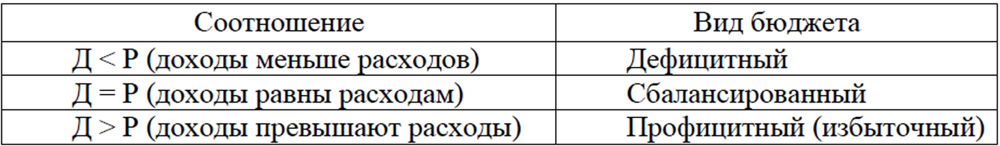 Соотношение Вид бюджета
Д < Р (доходы меньше расходов) Дефицитный
Д = Р (доходы равны расходам) Сбалансированный
Д > Р (доходы превышают расходы) Профицитный (избыточный)